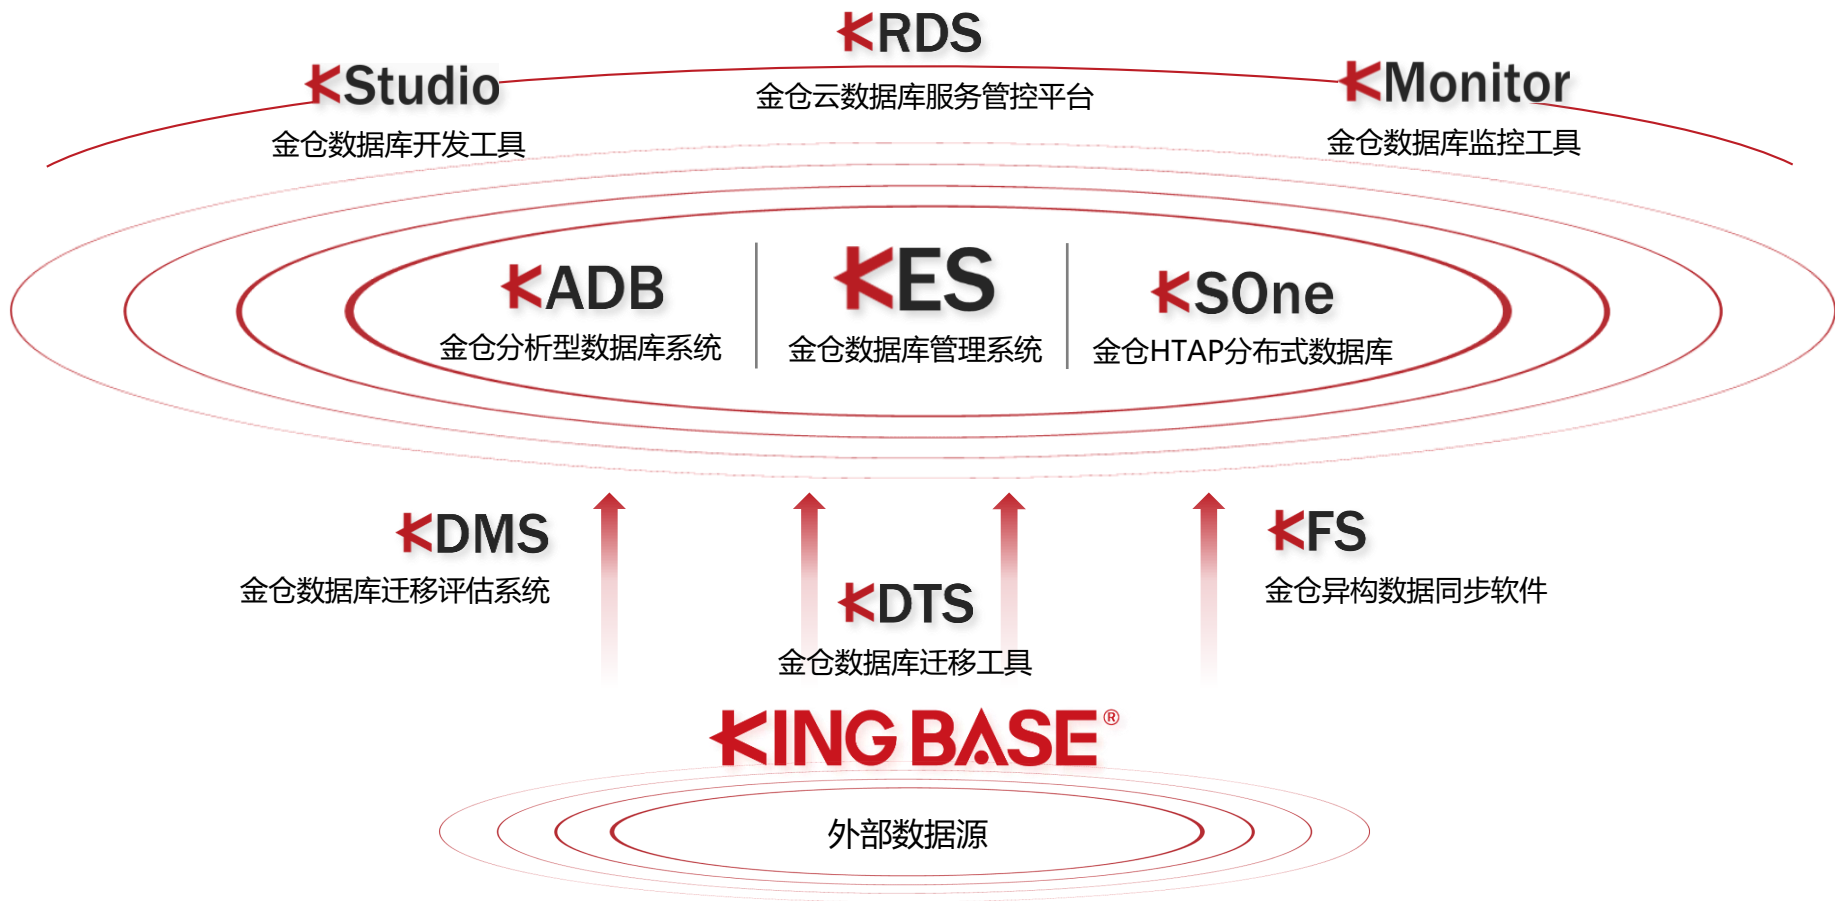 KRDS
金仓云数据库服务管控平台
KStudio
金仓数据库开发工具
KMonitor
金仓数据库监控工具
KADB
金仓分析型数据库系统
KES
金仓数据库管理系统
KSOne
金仓HTAP分布式数据库
KDMS
金仓数据库迁移评估系统
KDTS
金仓数据库迁移工具
KFS
金仓异构数据同步软件
KINGBASE®
外部数据源